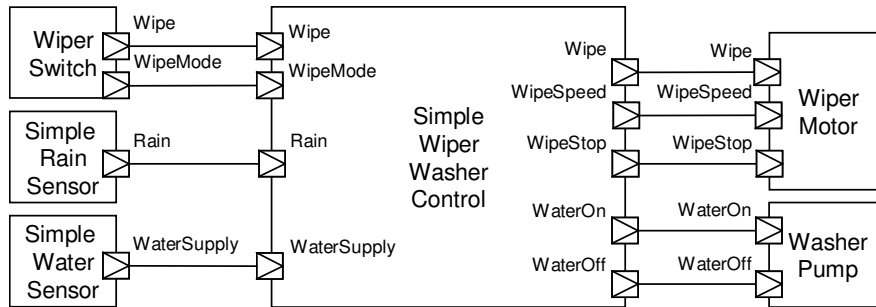 Wiper
Switch
Wipe
WipeMode
Wipe
WipeMode
Simple
Rain
Sensor
Rain
Rain
Simple
Water
Sensor
WaterSupply
WaterSupply
Simple
Wiper
Washer
Control
Wipe
WipeSpeed
WipeStop
WaterOn
WaterOff
Wipe
WipeSpeed
WipeStop
WaterOn
WaterOff
Wiper
Motor
Washer
Pump